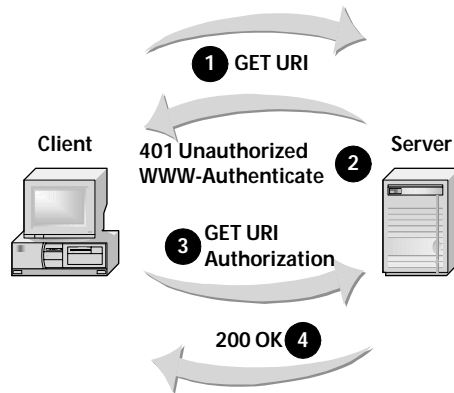 1 GET URI
Client
401 Unauthorized
WWW-Authenticate
2
Server
3 GET URI
Authorization
200 OK 4